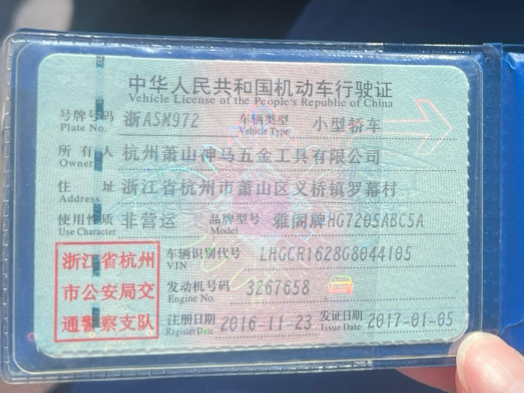 中华人民共和国机动车行驶证
Vehicle License of the People's Republic of China
号牌号码 浙ASM972 车辆类型 小型轿车
Plate No. Vehicle Type
所有人 杭州萧山神马五金工具有限公司
Owner
住址 浙江省杭州市萧山区义桥镇罗幕村
Address
使用性质 非营运 品牌型号 雅阁牌HG7205ABC5A
Use Character Model
浙江省杭州
市公安局交
通警察支队
车辆识别代号 LHGCR1628G8044105
VIN
发动机号码 3267658
Engine No.
注册日期 2016-11-23 发证日期 2017-01-05
Register Date Issue Date